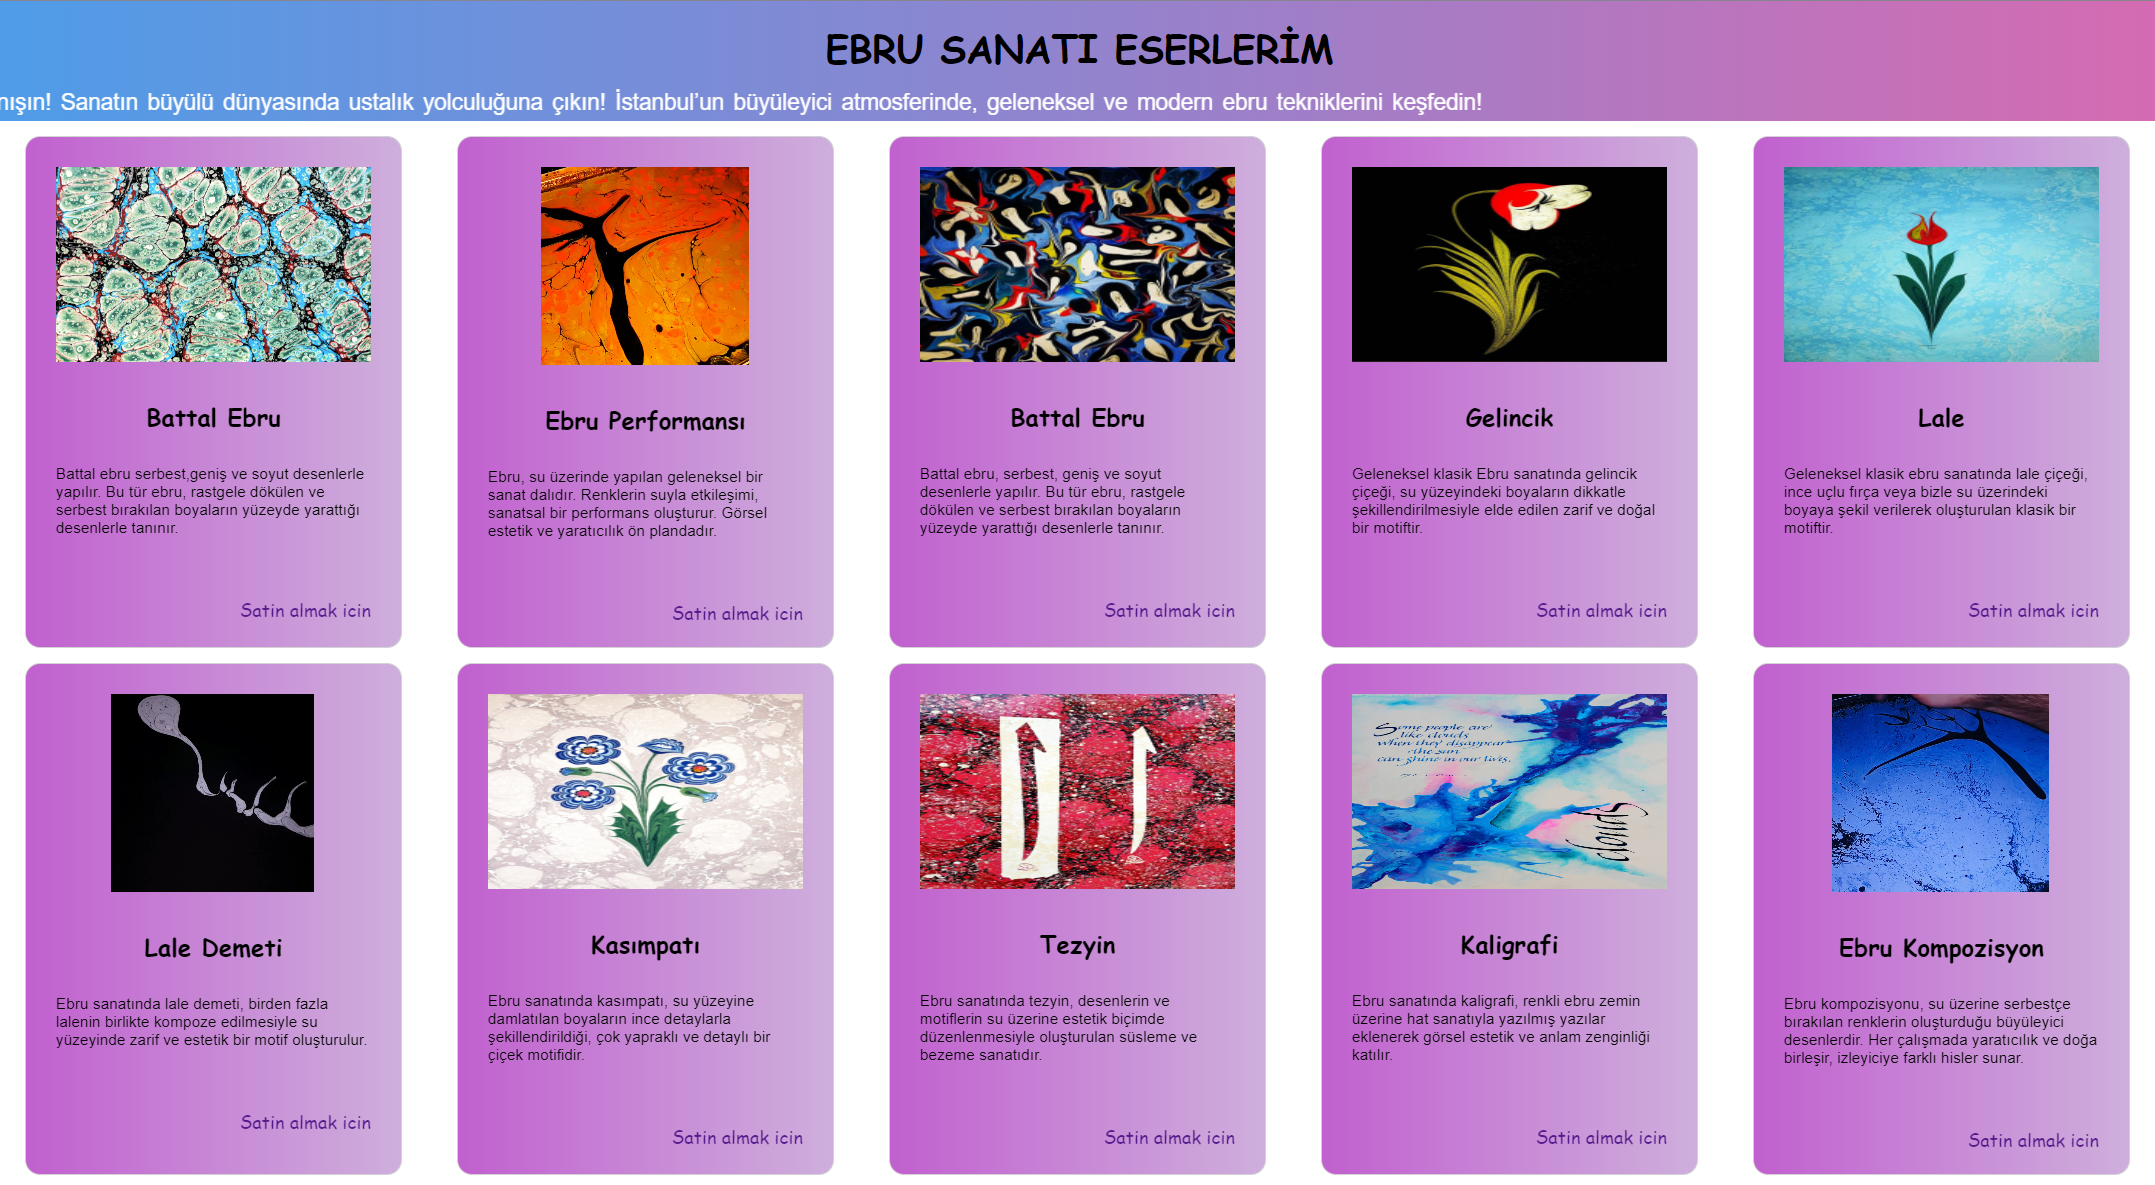 EBRU SANATI ESERLERİM
nışın! Sanatın büyülü dünyasında ustalık yolculuğuna çıkın! İstanbul’un büyüleyici atmosferinde, geleneksel ve modern ebru tekniklerini keşfedin!
Battal Ebru
Battal ebru serbest,geniş ve soyut desenlerle
yapılır. Bu tür ebru, rastgele dökülen ve
serbest bırakılan boyaların yüzeyde yarattığı
desenlerle tanınır.
Satin almak icin
Ebru Performansı
Ebru, su üzerinde yapılan geleneksel bir
sanat dalıdır. Renklerin suyla etkileşimi,
sanatsal bir performans oluşturur. Görsel
estetik ve yaratıcılık ön plandadır.
Satin almak icin
Battal Ebru
Battal ebru, serbest, geniş ve soyut
desenlerle yapılır. Bu tür ebru, rastgele
dökülen ve serbest bırakılan boyaların
yüzeyde yarattığı desenlerle tanınır.
Satin almak icin
Gelincik
Geleneksel klasik Ebru sanatında gelincik
çiçeği, su yüzeyindeki boyaların dikkatle
şekillendirilmesiyle elde edilen zarif ve doğal
bir motiftir.
Satin almak icin
Lale
Geleneksel klasik ebru sanatında lale çiçeği,
ince uçlu fırça veya bizle su üzerindeki
boyaya şekil verilerek oluşturulan klasik bir
motiftir.
Satin almak icin
Lale Demeti
Ebru sanatında lale demeti, birden fazla
lalenin birlikte kompoze edilmesiyle su
yüzeyinde zarif ve estetik bir motif oluşturulur.
Satin almak icin
Kasımpatı
Ebru sanatında kasımpatı, su yüzeyine
damlatılan boyaların ince detaylarla
şekillendirildiği, çok yapraklı ve detaylı bir
çiçek motifidir.
Satin almak icin
Tezyin
Ebru sanatında tezyin, desenlerin ve
motiflerin su üzerine estetik biçimde
düzenlenmesiyle oluşturulan süsleme ve
bezeme sanatıdır.
Satin almak icin
Some people are
like clouds
when they disappear
the sun
can shine in our lives.
clouds
Kaligrafi
Ebru sanatında kaligrafi, renkli ebru zemin
üzerine hat sanatıyla yazılmış yazılar
eklenerek görsel estetik ve anlam zenginliği
katılır.
Satin almak icin
Ebru Kompozisyon
Ebru kompozisyonu, su üzerine serbestçe
bırakılan renklerin oluşturduğu büyüleyici
desenlerdir. Her çalışmada yaratıcılık ve doğa
birleşir, izleyiciye farklı hisler sunar.
Satin almak icin